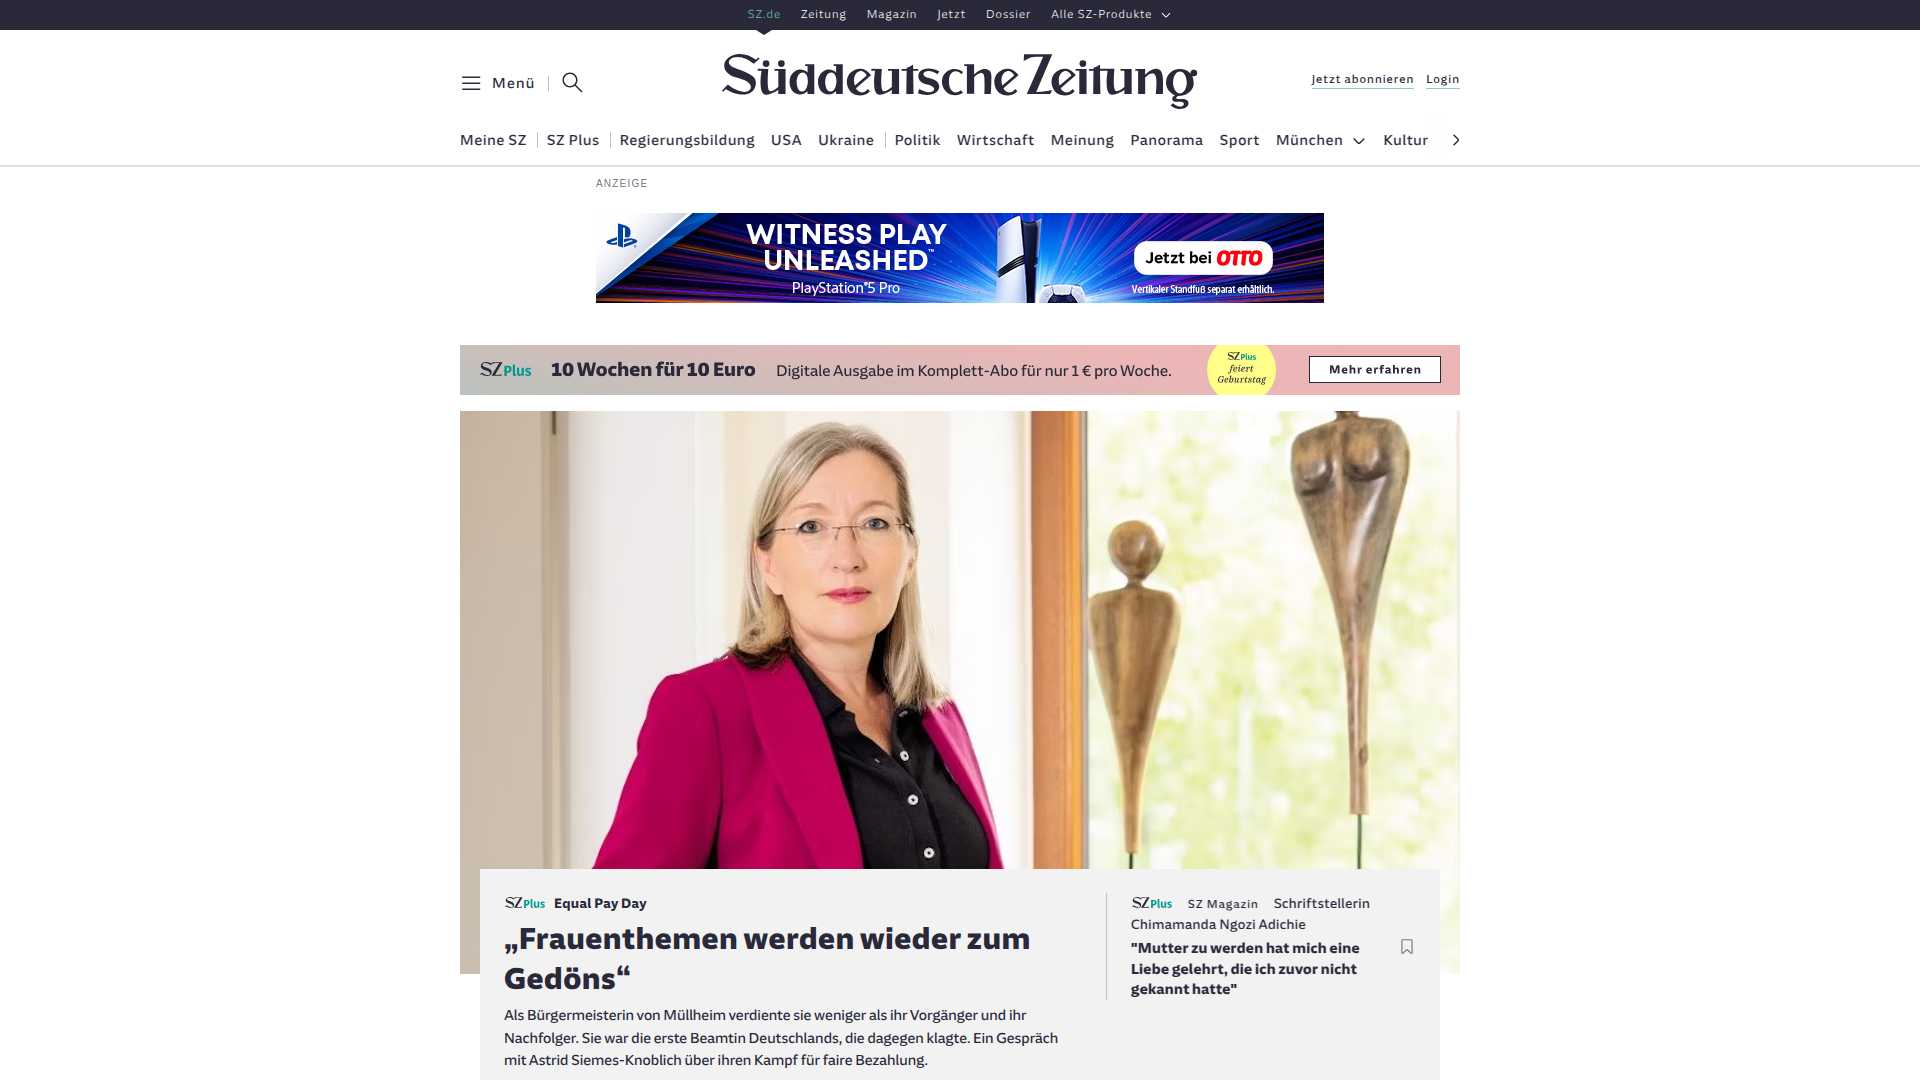 SZ.de Zeitung Magazin Jetzt Dossier Alle SZ-Produkte
Menü
Süddeutsche Zeitung
Jetzt abonnieren Login
Meine SZ SZ Plus Regierungsbildung USA Ukraine Politik Wirtschaft Meinung Panorama Sport München Kultur
ANZEIGE
WITNESS PLAY
UNLEASHED™
PlayStation®5 Pro
Jetzt bei OTTO
Vertikaler Standfuß separat erhältlich.
SZ Plus 10 Wochen für 10 Euro Digitale Ausgabe im Komplett-Abo für nur 1 € pro Woche.
SZ Plus
feiert
Geburtstag
Mehr erfahren
SZ Plus Equal Pay Day
„Frauenthemen werden wieder zum
Gedöns“
Als Bürgermeisterin von Müllheim verdiente sie weniger als ihr Vorgänger und ihr
Nachfolger. Sie war die erste Beamtin Deutschlands, die dagegen klagte. Ein Gespräch
mit Astrid Siemes-Knoblich über ihren Kampf für faire Bezahlung.
SZ Plus SZ Magazin Schriftstellerin
Chimamanda Ngozi Adichie
"Mutter zu werden hat mich eine
Liebe gelehrt, die ich zuvor nicht
gekannt hatte"